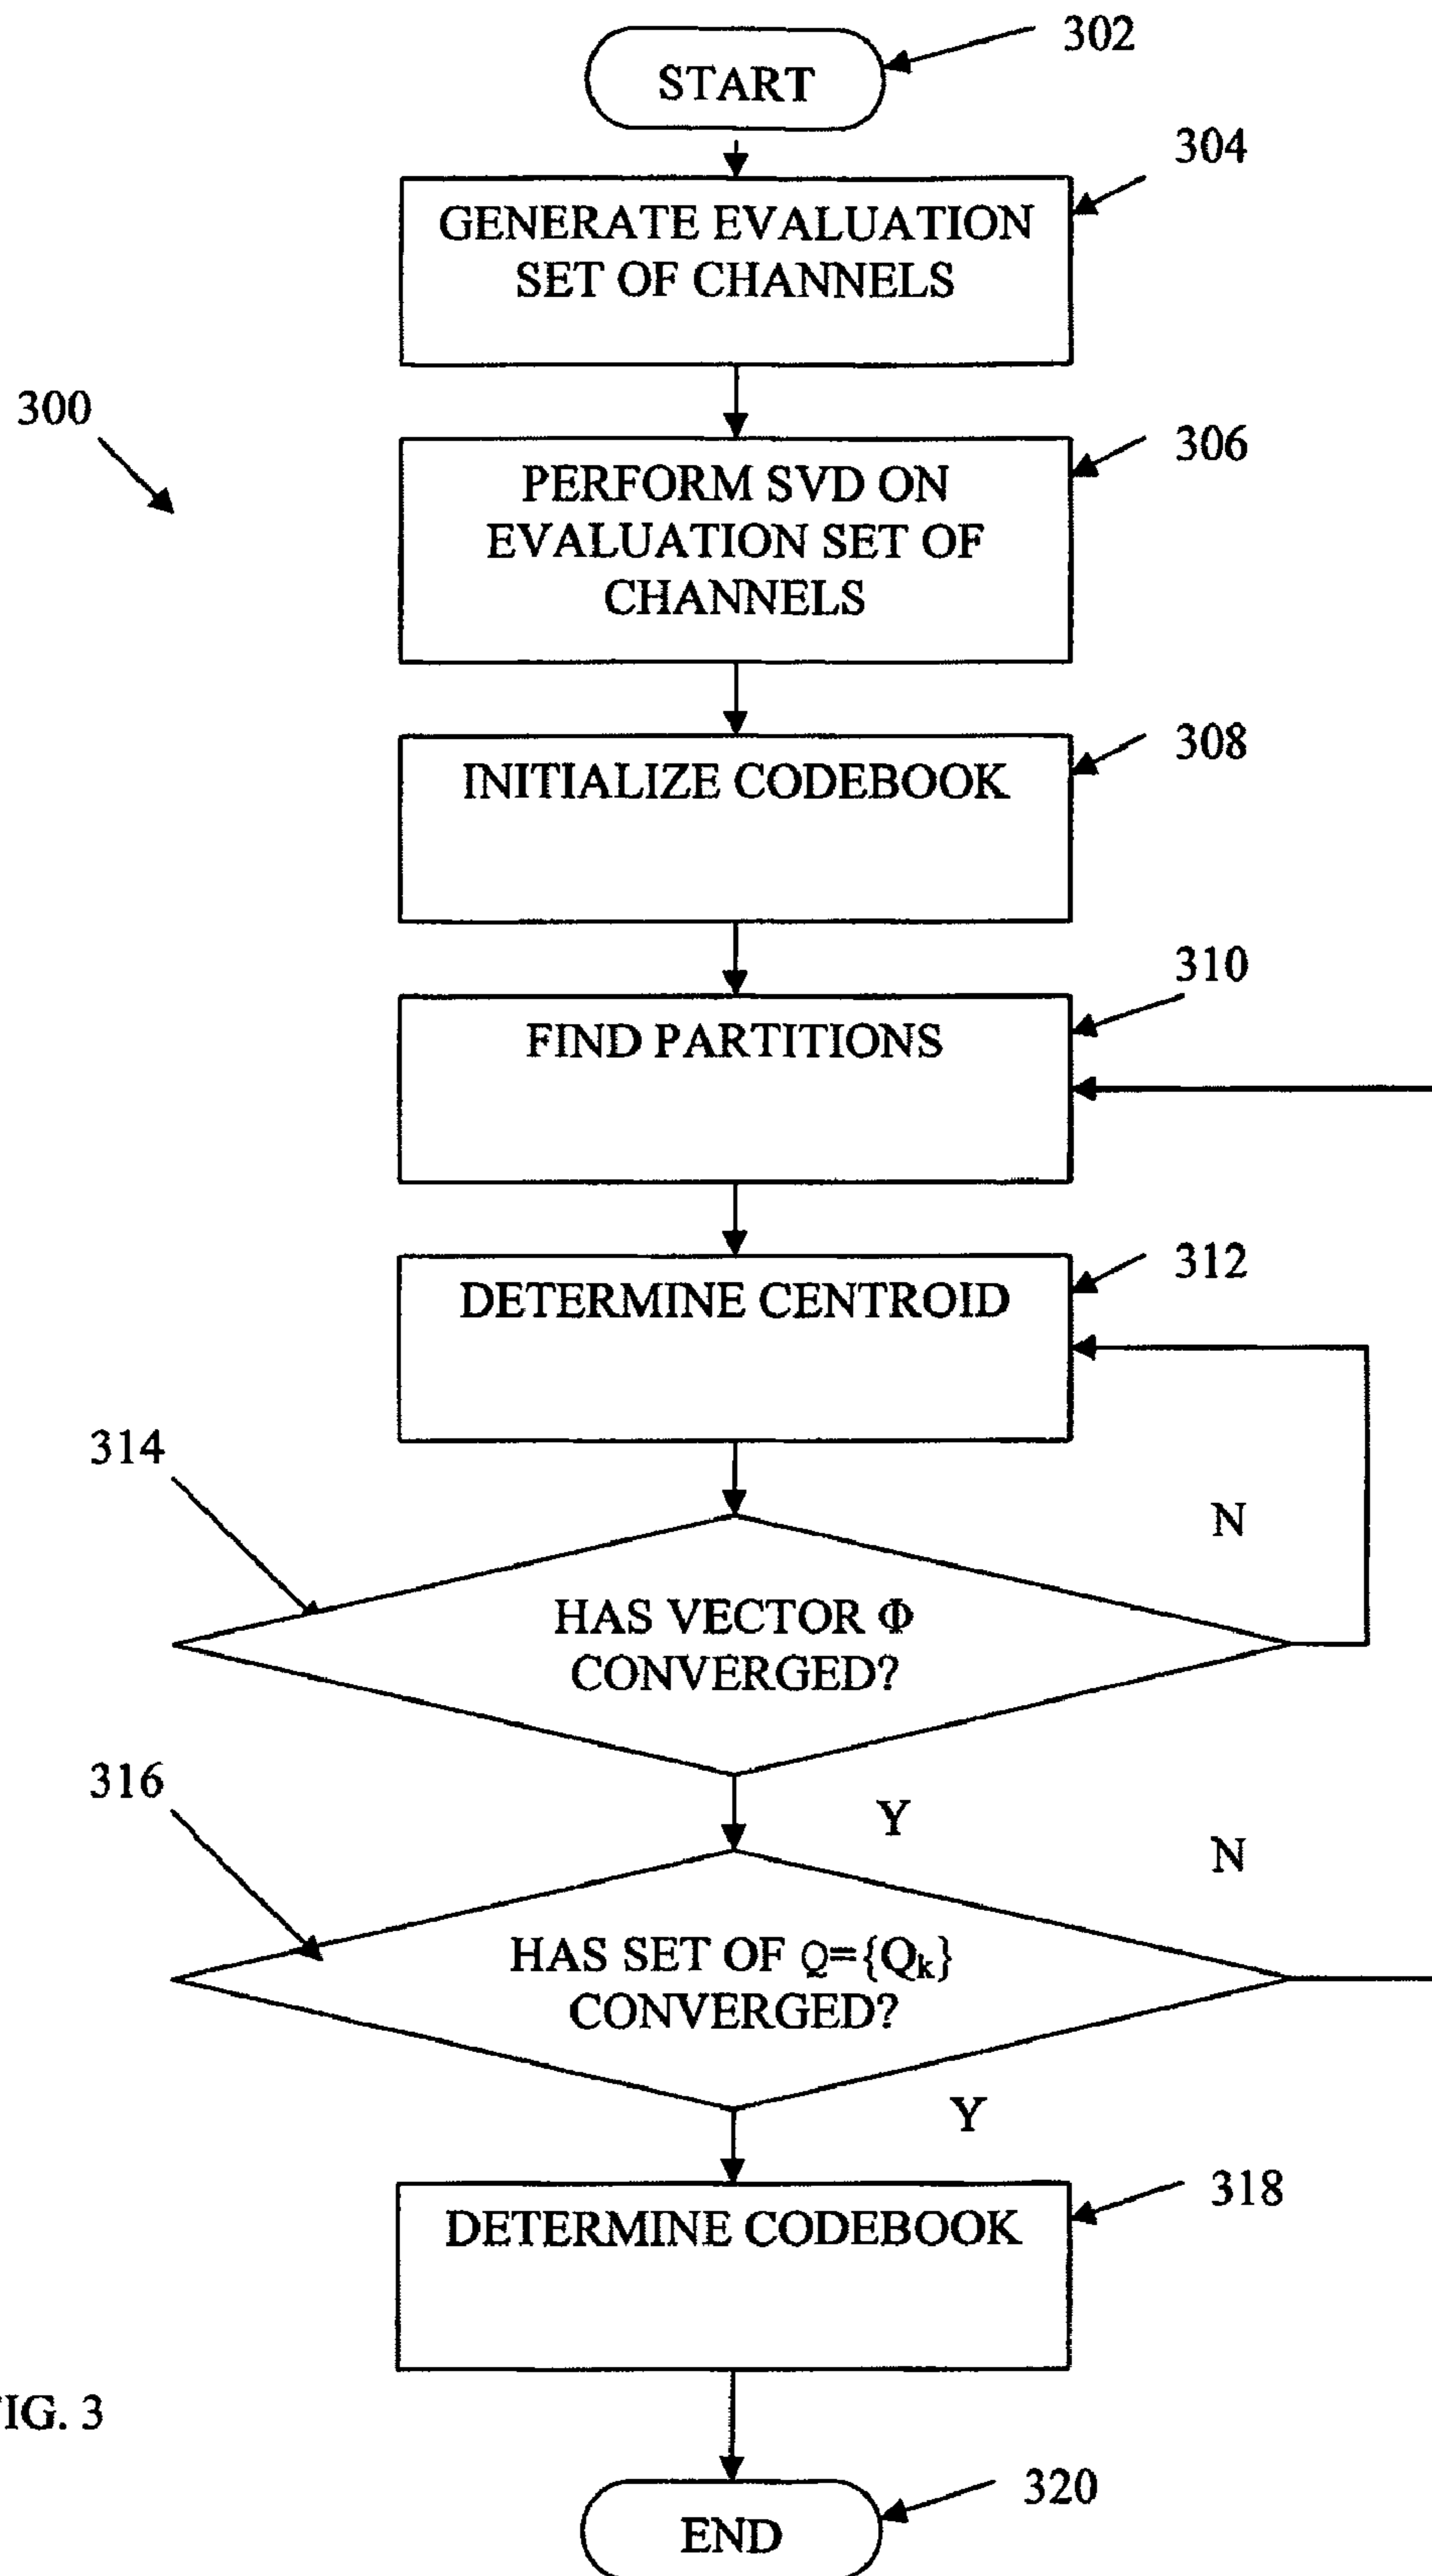 302
START
304
GENERATE EVALUATION
SET OF CHANNELS
300
306
PERFORM SVD ON
EVALUATION SET OF
CHANNELS
308
INITIALIZE CODEBOOK
310
FIND PARTITIONS
312
DETERMINE CENTROID
314
N
HAS VECTOR Φ
CONVERGED?
316
Y
N
HAS SET OF Q={Qk}
CONVERGED?
Y
318
DETERMINE CODEBOOK
IG. 3
320
END